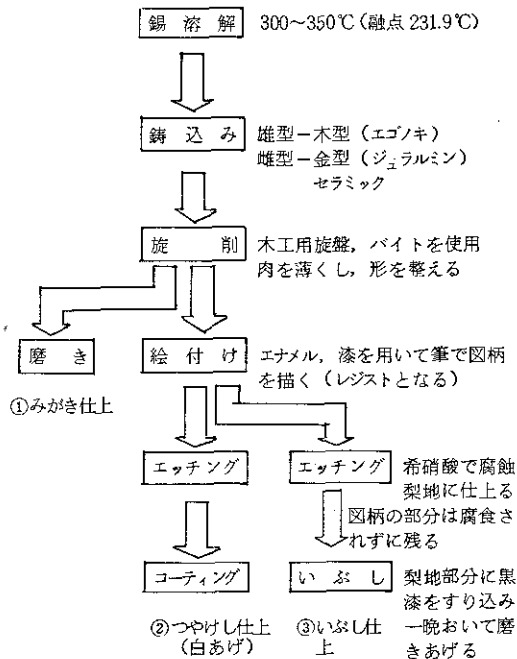 錫溶解 300～350℃(融点231.9℃)
鋳込み 雄型－木型(エゴノキ)
雌型－金型(ジュラルミン)
セラミック
旋削 木工用旋盤，バイトを使用
肉を薄くし，形を整える
磨き 絵付け エナメル，漆を用いて筆で図柄
を描く(レジストとなる)
①みがき仕上
エッチング エッチング 希硝酸で腐蝕
梨地に仕上る
図柄の部分は腐食さ
れずに残る
コーティング いぶし 梨地部分に黒
漆をすり込み
一晩おいて磨
きあげる
②つやけし仕上
(白あげ)
③いぶし仕
上